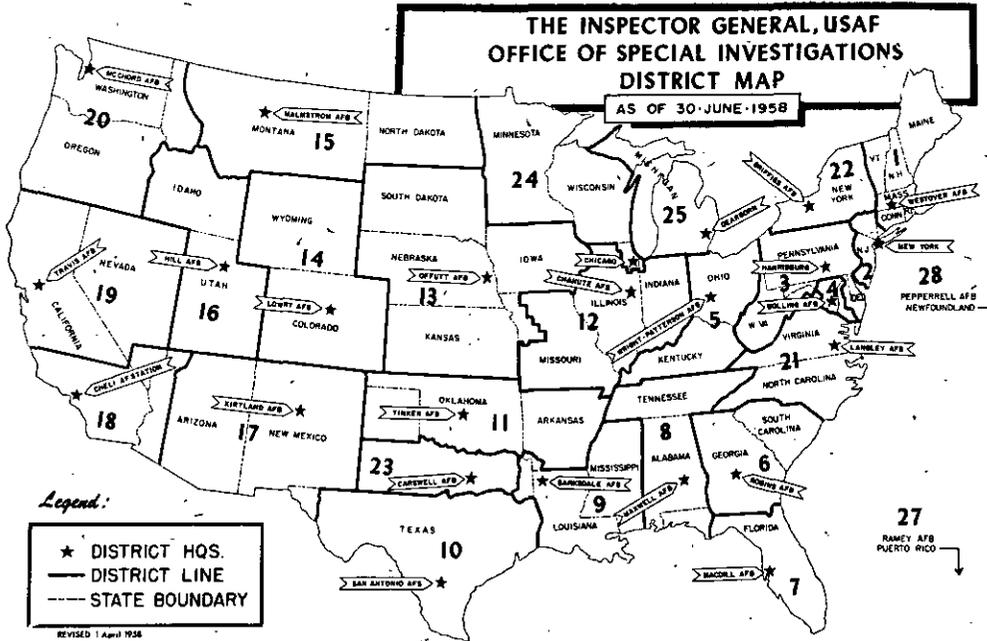 THE INSPECTOR GENERAL, USAF
OFFICE OF SPECIAL INVESTIGATIONS
DISTRICT MAP
AS OF 30·JUNE·1958
MCCHORD AFB
WASHINGTON
20
OREGON
MALMSTROM AFB
MONTANA
15
NORTH DAKOTA
MINNESOTA
24
WISCONSIN
MICHIGAN
25
DEARBORN
GRIFFISS AFB
22
NEW
YORK
VT
1
N.H
MAINE
MASS
WESTOVER AFB
CONN
R.I.
IDAHO
SOUTH DAKOTA
WYOMING
14
NEBRASKA
OFFUTT AFB
13
IOWA
CHICAGO
CHANUTE AFB
ILLINOIS
12
INDIANA
OHIO
WRIGHT-PATTERSON AFB
5
PENNSYLVANIA
HARRISBURG
3
N.J.
2
NEW YORK
28
PEPPERRELL AFB
NEWFOUNDLAND
4
DEL
BOLLING AFB
W. VA
VIRGINIA
21
LANGLEY AFB
TRAVIS AFB
NEVADA
19
CALIFORNIA
HILL AFB
UTAH
16
LOWRY AFB
COLORADO
KANSAS
MISSOURI
KENTUCKY
TENNESSEE
NORTH CAROLINA
CHELI AF STATION
18
ARIZONA
KIRTLAND AFB
17
NEW MEXICO
OKLAHOMA
TINKER AFB
11
ARKANSAS
8
ALABAMA
MISSISSIPPI
GEORGIA
6
SOUTH
CAROLINA
ROBINS AFB
23
CARSWELL AFB
BARKSDALE AFB
9
MAXWELL AFB
LOUISIANA
FLORIDA
TEXAS
10
SAN ANTONIO AFS
MACDILL AFB
7
27
RAMEY AFB
PUERTO RICO
Legend:
DISTRICT HQS.
DISTRICT LINE
STATE BOUNDARY
REVISED 1 April 1958